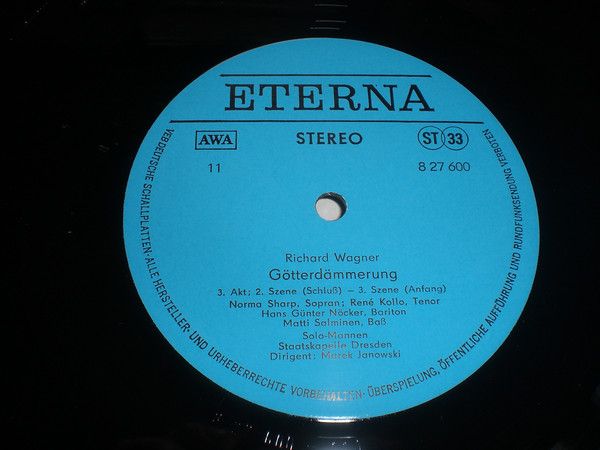 ETERNA
AWA
STEREO
ST 33
11
8 27 600
Richard Wagner
Götterdämmerung
3. Akt; 2. Szene (Schluß) – 3. Szene (Anfang)
Norma Sharp, Sopran; René Kollo, Tenor
Hans Günter Nöcker, Bariton
Matti Salminen, Baß
Solo-Mannen
Staatskapelle Dresden
Dirigent: Marek Janowski
VEB DEUTSCHE SCHALLPLATTEN·ALLE HERSTELLER- UND URHEBERRECHTE VORBEHALTEN·ÜBERSPIELUNG, ÖFFENTLICHE AUFFÜHRUNG UND RUNDFUNKSENDUNG VERBOTEN